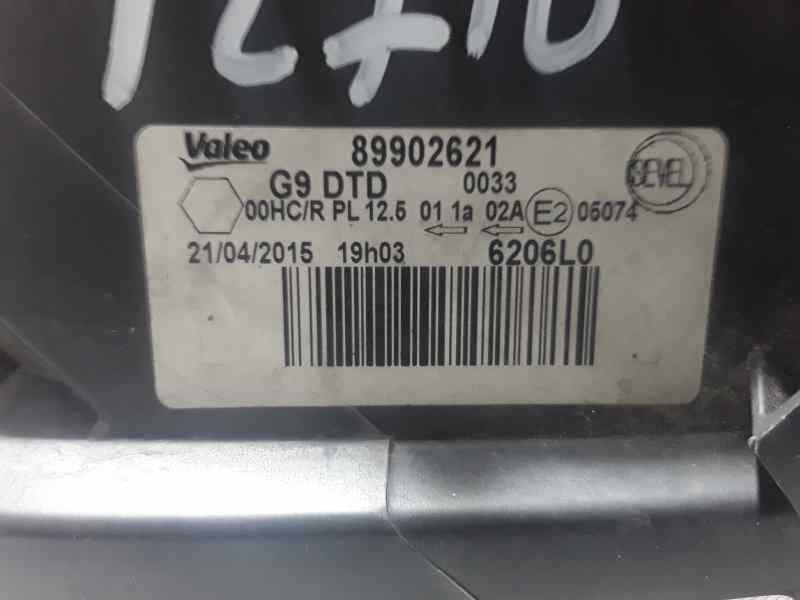 Valeo 89902621
G9 DTD 0033
SEVEL
00HC/R PL 12.5 01 1a 02A E2 05074
21/04/2015 19h03 6206L0